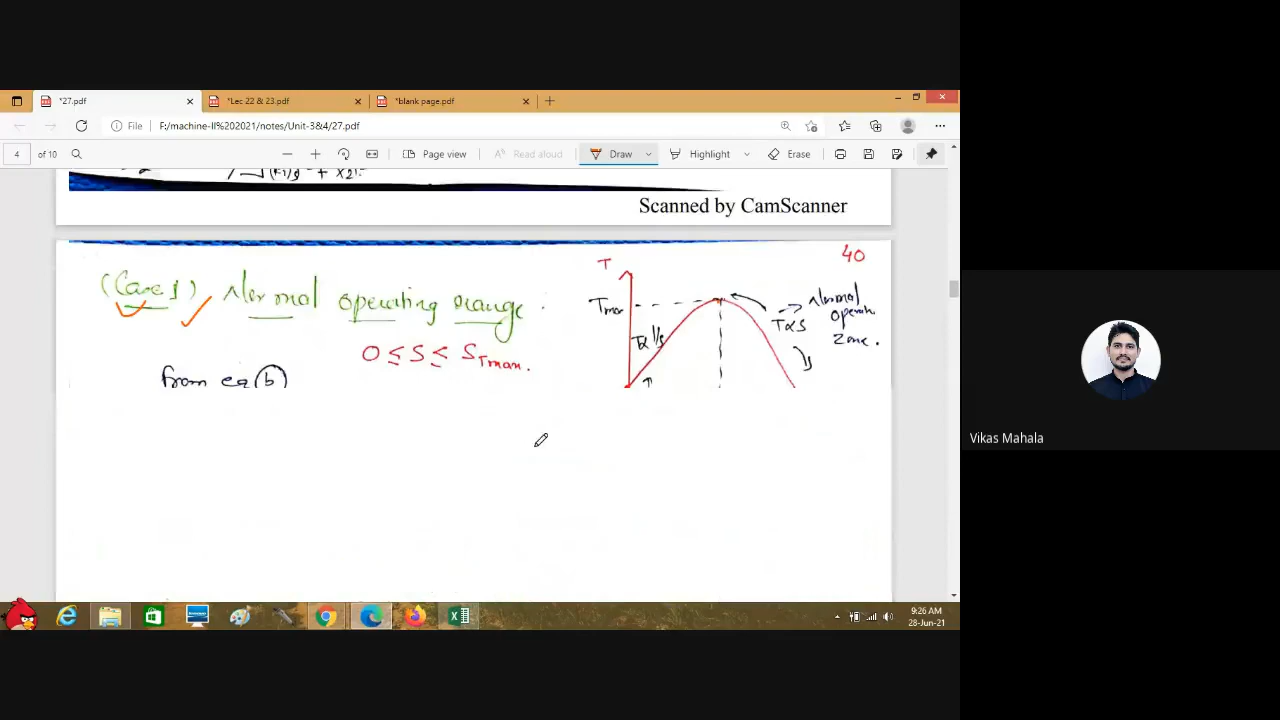 *27.pdf
*Lec 22 & 23.pdf
*blank page.pdf
File
F:/machine-II%202021/notes/Unit-3&4/27.pdf
4 of 10
Page view
Read aloud
Draw
Highlight
Erase
Scanned by CamScanner
40
(Case 1) Normal operating range.
0 ≤ S ≤ STmax.
from eq (b)
T
Tmax
T∝ 1/s
T∝s
→ Normal
operatn
zone.
Vikas Mahala
9:26 AM
28-Jun-21